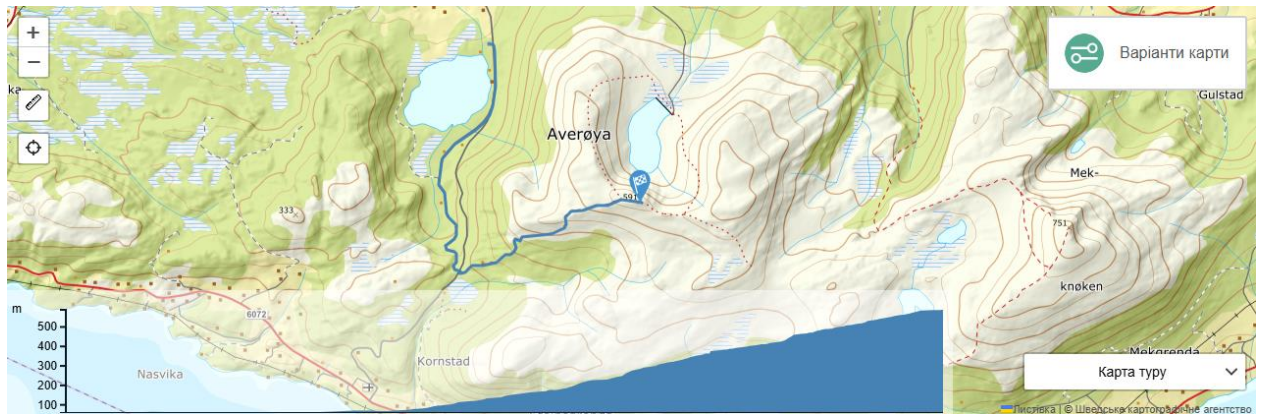 +
−
Варіанти карти
ka
Gulstad
Averøya
Mek-
591
333
751
knøken
m
6072
500
400
300
200
100
Kornstad
Nasvika
Mekgrenda
Карта туру
Листівка | © Шведське картографічне агентство